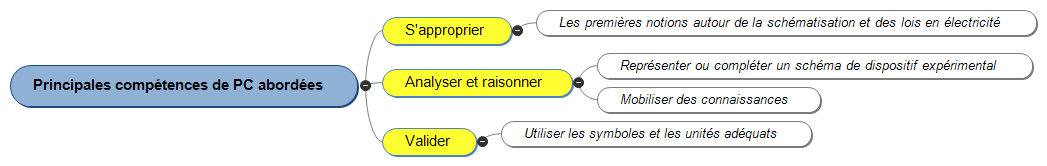 Principales compétences de PC abordées
S'approprier
Les premières notions autour de la schématisation et des lois en électricité
Analyser et raisonner
Représenter ou compléter un schéma de dispositif expérimental
Mobiliser des connaissances
Valider
Utiliser les symboles et les unités adéquats